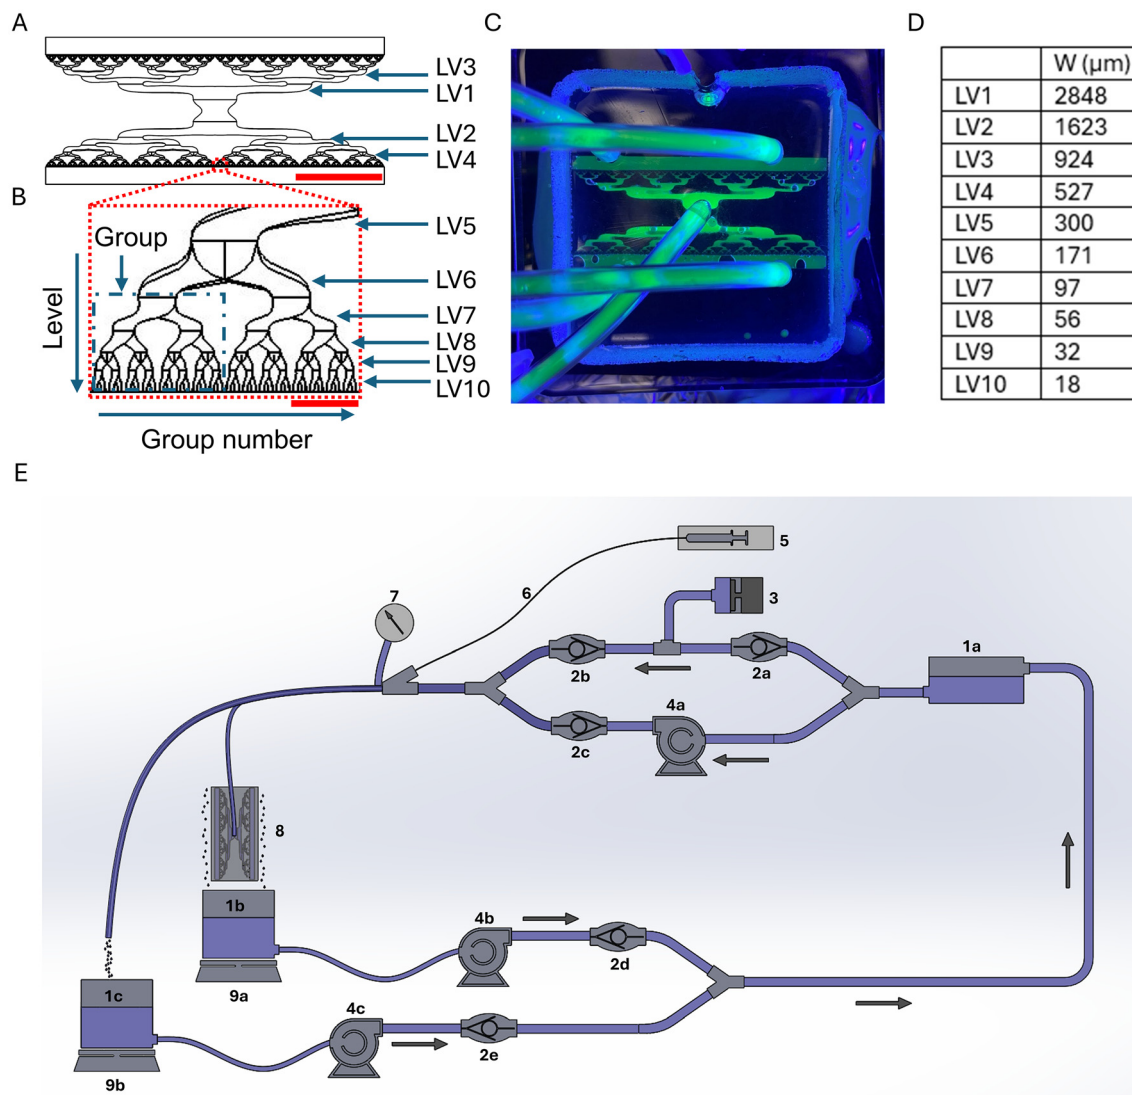 A
LV3
LV1
LV2
LV4
B
Group
Level
LV5
LV6
LV7
LV8
LV9
LV10
Group number
C
D
W (µm)
LV1 2848
LV2 1623
LV3 924
LV4 527
LV5 300
LV6 171
LV7 97
LV8 56
LV9 32
LV10 18
E
5
6
7
3
1a
2b
2a
4a
2c
8
1b
4b
2d
9a
1c
4c
2e
9b